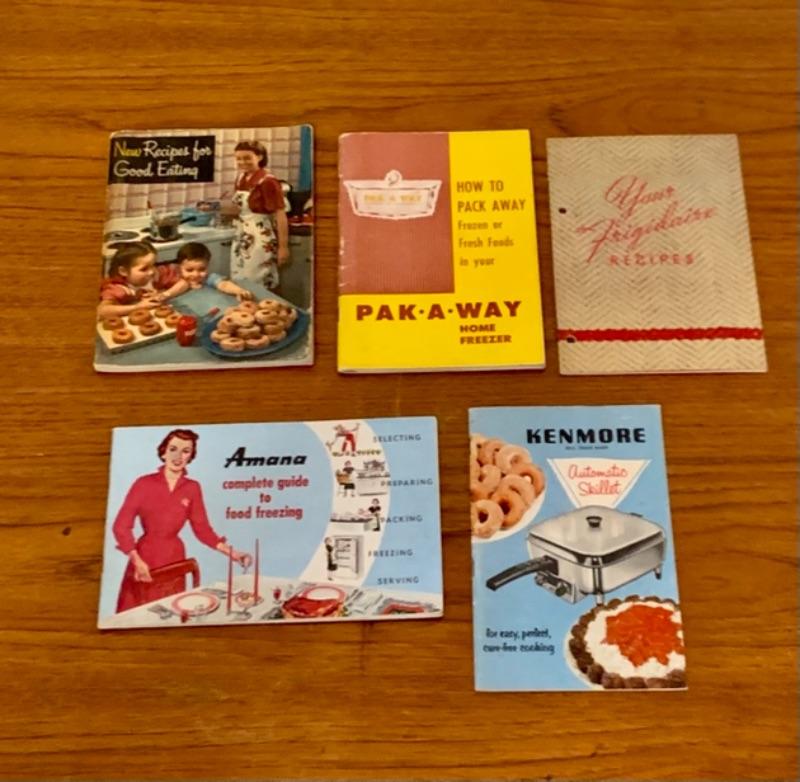 New Recipes for
Good Eating
PAK-A-WAY
HOW TO
PACK AWAY
Frozen or
Fresh Foods
in your
PAK·A·WAY
HOME
FREEZER
Your
Frigidaire
RECIPES
Amana
complete guide
to
food freezing
SELECTING
PREPARING
PACKING
FREEZING
SERVING
KENMORE
Automatic
Skillet
for easy, perfect,
care-free cooking